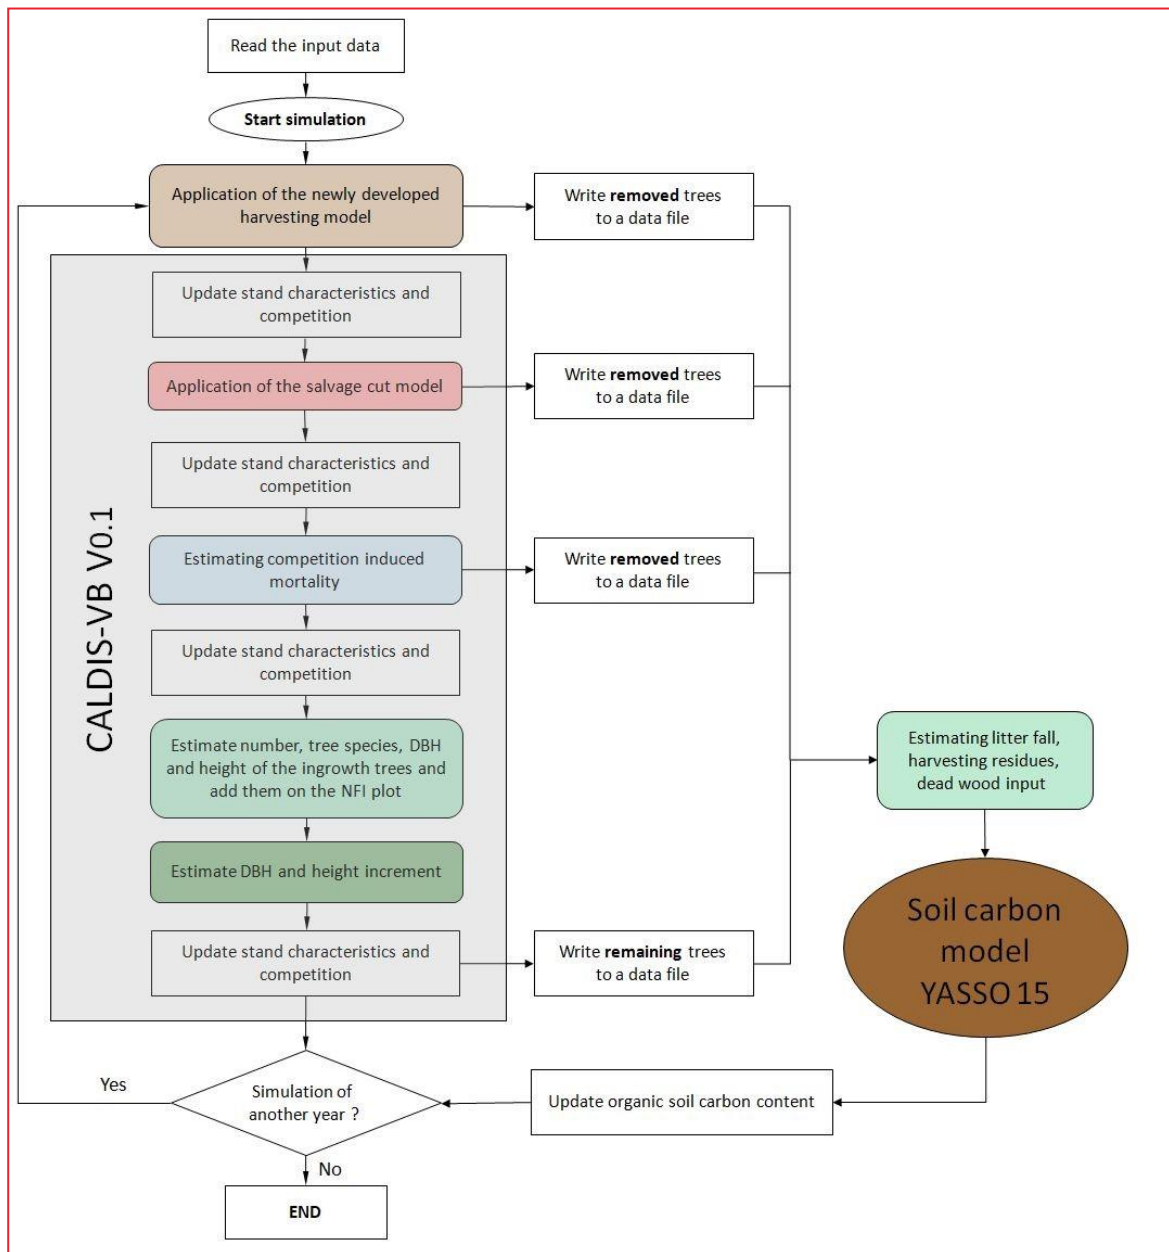 Read the input data
Start simulation
Application of the newly developed
harvesting model
Write removed trees
to a data file
Update stand characteristics and
competition
Application of the salvage cut model
Write removed trees
to a data file
Update stand characteristics and
competition
CALDIS-VB V0.1
Estimating competition induced
mortality
Write removed trees
to a data file
Update stand characteristics and
competition
Estimate number, tree species, DBH
and height of the ingrowth trees and
add them on the NFI plot
Estimating litter fall,
harvesting residues,
dead wood input
Estimate DBH and height increment
Soil carbon
model
YASSO 15
Update stand characteristics and
competition
Write remaining trees
to a data file
Yes
Simulation of
another year ?
Update organic soil carbon content
No
END